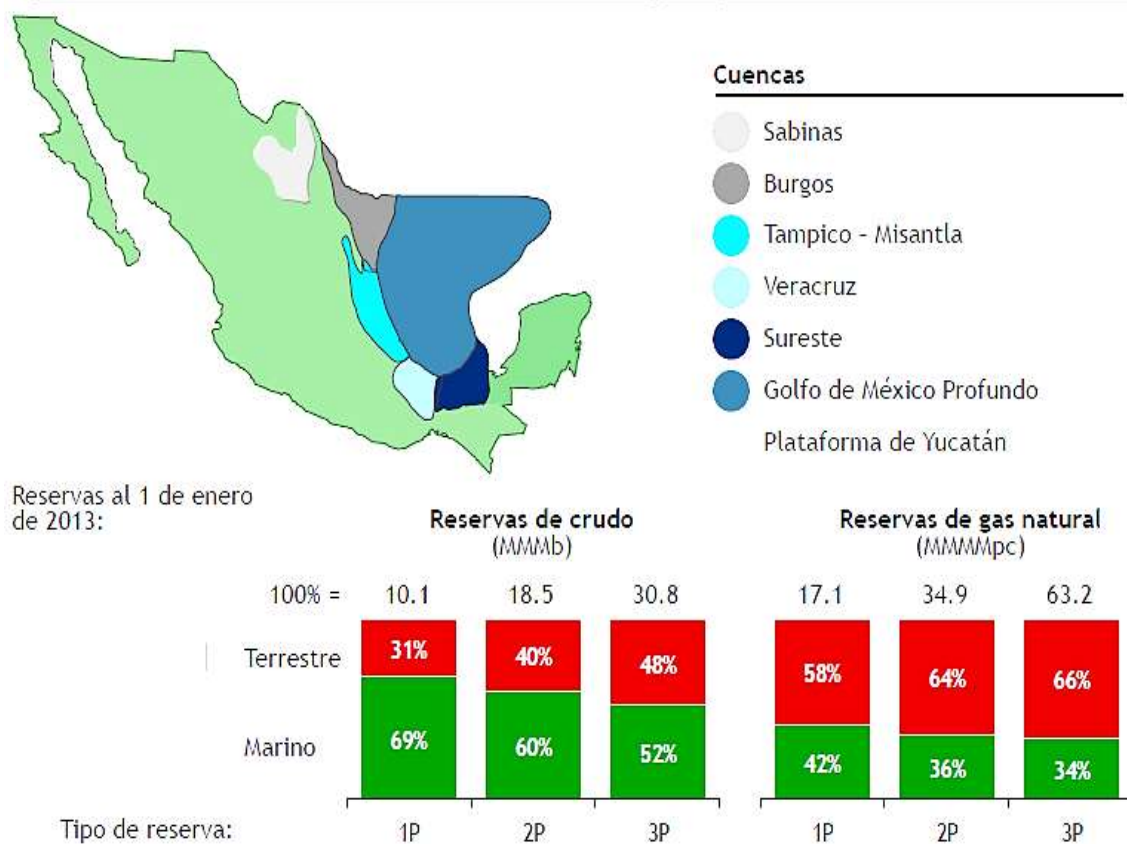 Cuencas
Sabinas
Burgos
Tampico - Misantla
Veracruz
Sureste
Golfo de México Profundo
Plataforma de Yucatán
Reservas al 1 de enero
de 2013:
Reservas de crudo
(MMMb)
Reservas de gas natural
(MMMMpc)
100% = 10.1 18.5 30.8 17.1 34.9 63.2
Terrestre 31% 40% 48% 58% 64% 66%
Marino 69% 60% 52% 42% 36% 34%
Tipo de reserva: 1P 2P 3P 1P 2P 3P